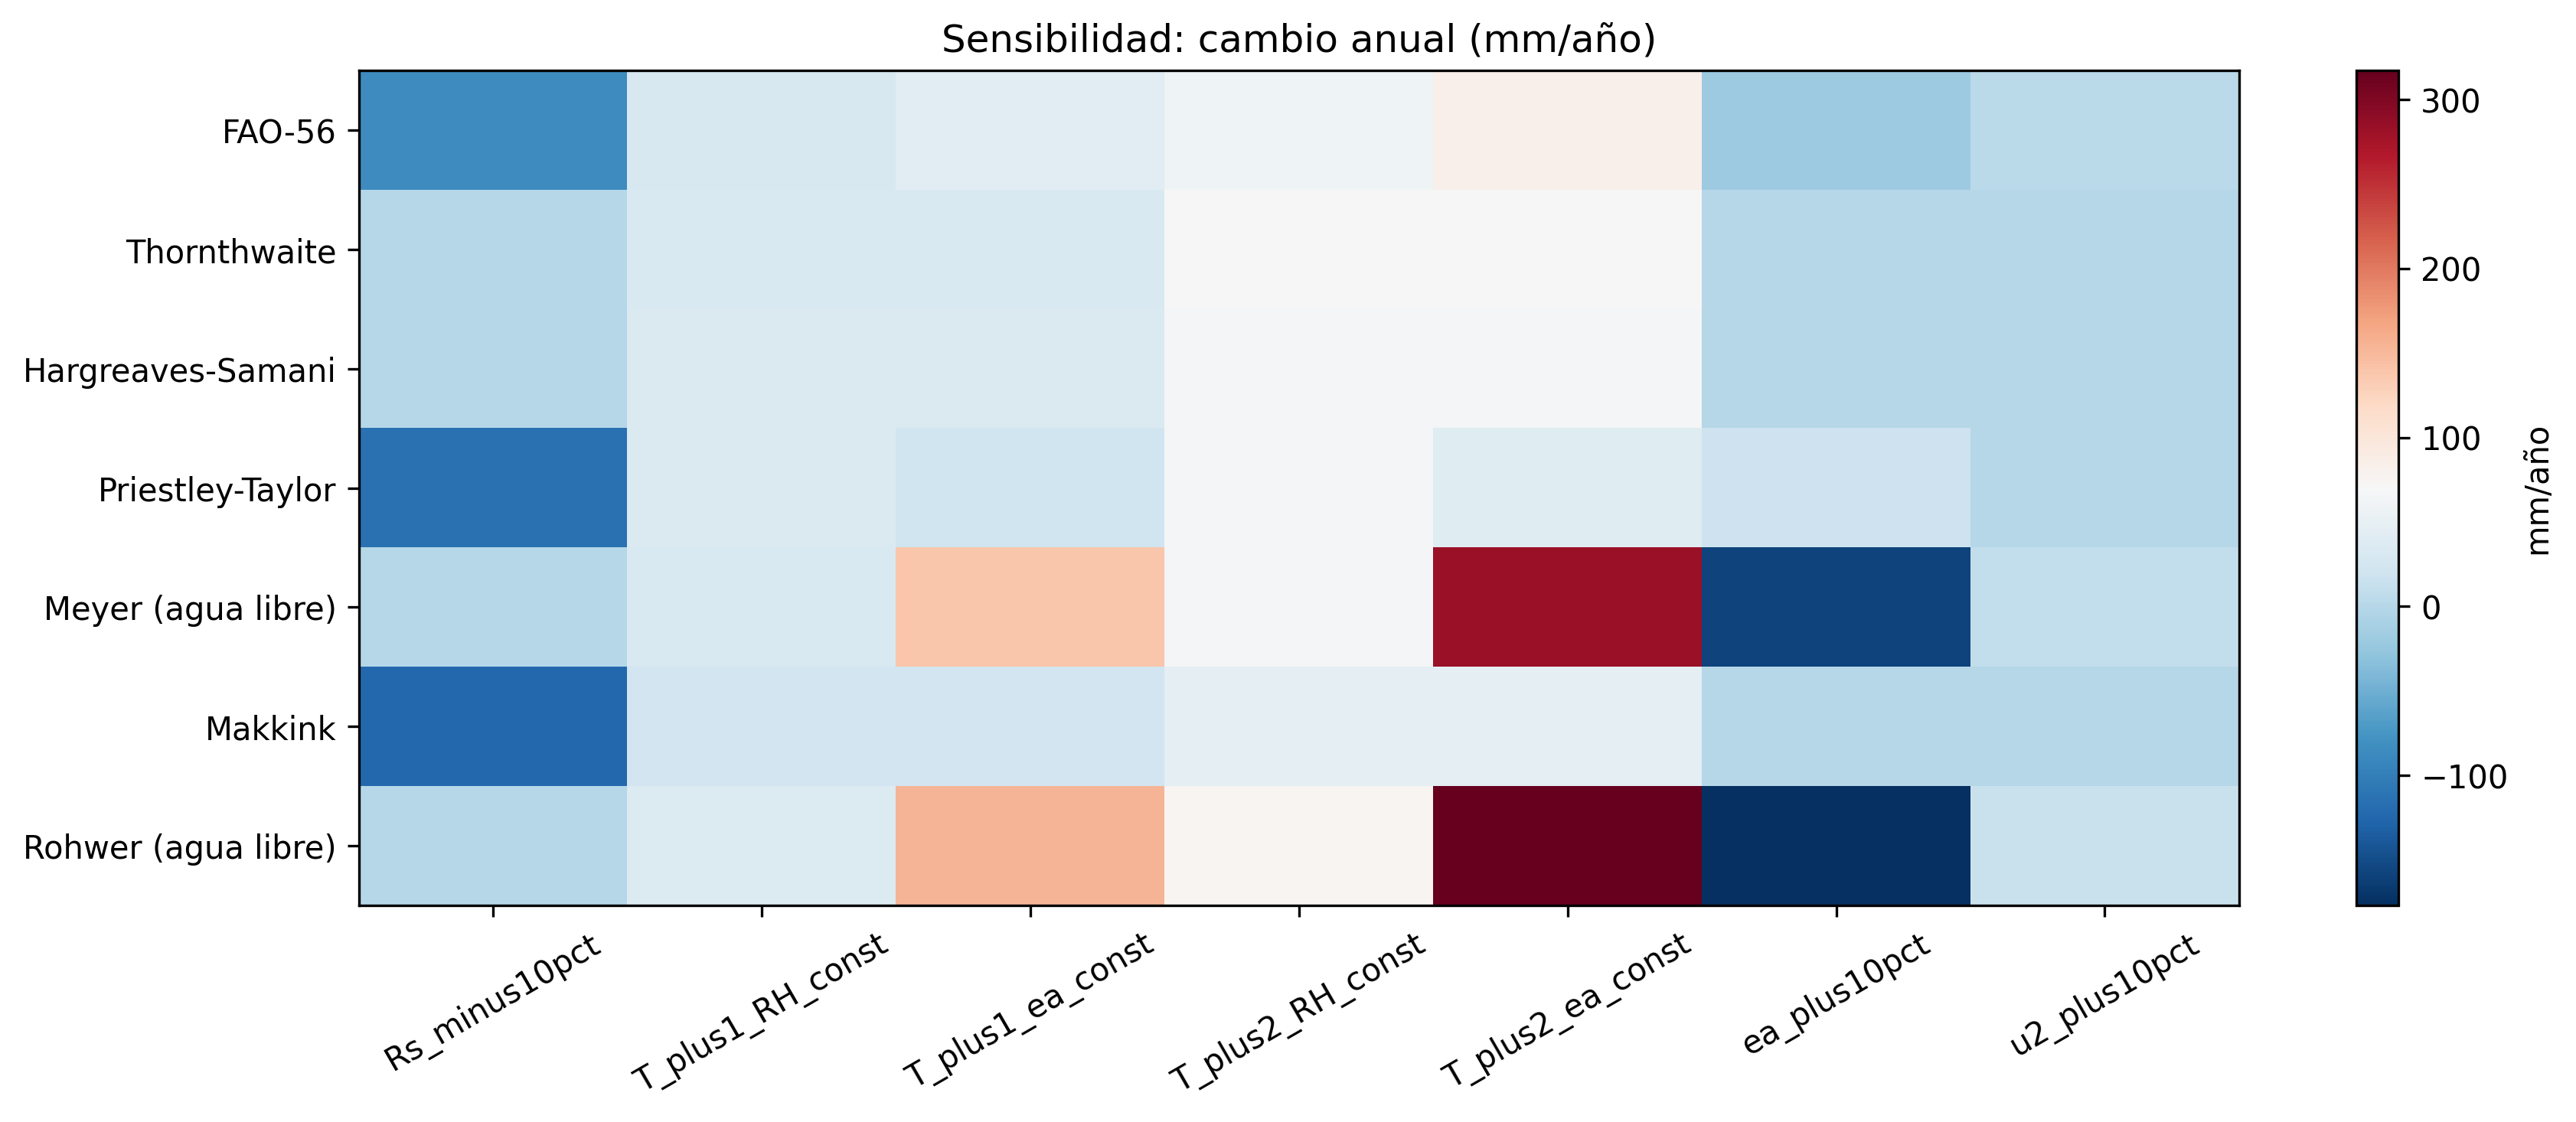 Sensibilidad: cambio anual (mm/año)
FAO-56
Thornthwaite
Hargreaves-Samani
Priestley-Taylor
Meyer (agua libre)
Makkink
Rohwer (agua libre)
Rs_minus10pct
T_plus1_RH_const
T_plus1_ea_const
T_plus2_RH_const
T_plus2_ea_const
ea_plus10pct
u2_plus10pct
300
200
100
0
−100
mm/año